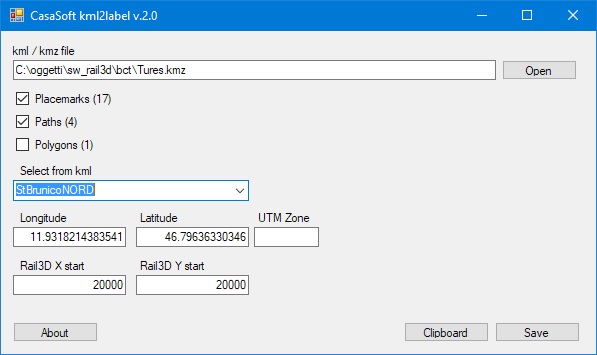 CasaSoft kml2label v.2.0
kml / kmz file
C:\oggetti\sw_rail3d\bct\Tures.kmz
Open
Placemarks (17)
Paths (4)
Polygons (1)
Select from kml
StBrunicoNORD
Longitude Latitude UTM Zone
11.9318214383541 46.79636330346
Rail3D X start Rail3D Y start
20000 20000
About Clipboard Save